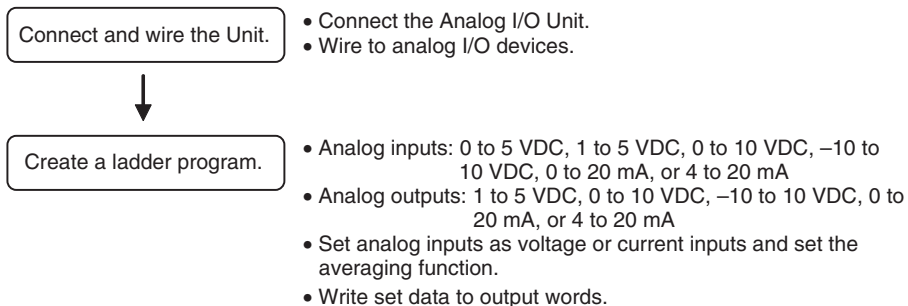 Connect and wire the Unit.
• Connect the Analog I/O Unit.
• Wire to analog I/O devices.
Create a ladder program.
• Analog inputs: 0 to 5 VDC, 1 to 5 VDC, 0 to 10 VDC, –10 to
10 VDC, 0 to 20 mA, or 4 to 20 mA
• Analog outputs: 1 to 5 VDC, 0 to 10 VDC, –10 to 10 VDC, 0 to
20 mA, or 4 to 20 mA
• Set analog inputs as voltage or current inputs and set the
averaging function.
• Write set data to output words.